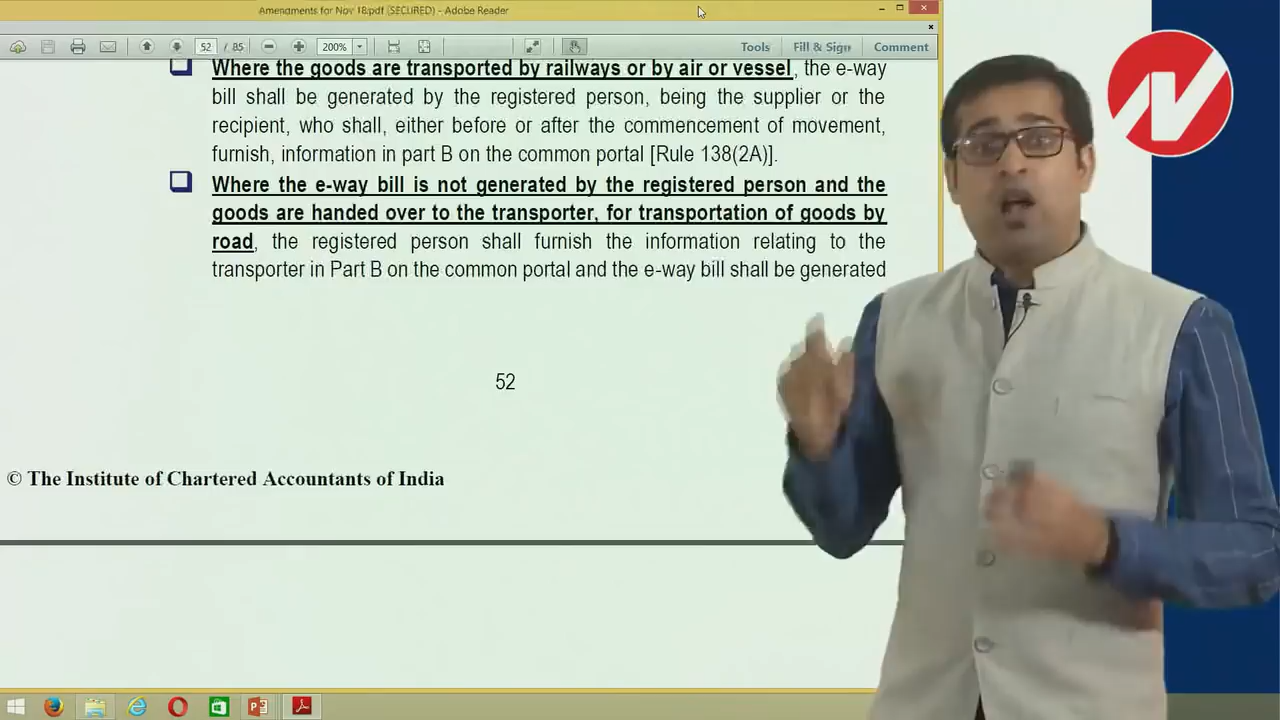 Amendments for Nov 18.pdf (SECURED) - Adobe Reader
52 / 85
200%
Tools
Fill & Sign
Comment
Where the goods are transported by railways or by air or vessel, the e-way
bill shall be generated by the registered person, being the supplier or the
recipient, who shall, either before or after the commencement of movement,
furnish, information in part B on the common portal [Rule 138(2A)].
Where the e-way bill is not generated by the registered person and the
goods are handed over to the transporter, for transportation of goods by
road, the registered person shall furnish the information relating to the
transporter in Part B on the common portal and the e-way bill shall be generated
52
© The Institute of Chartered Accountants of India